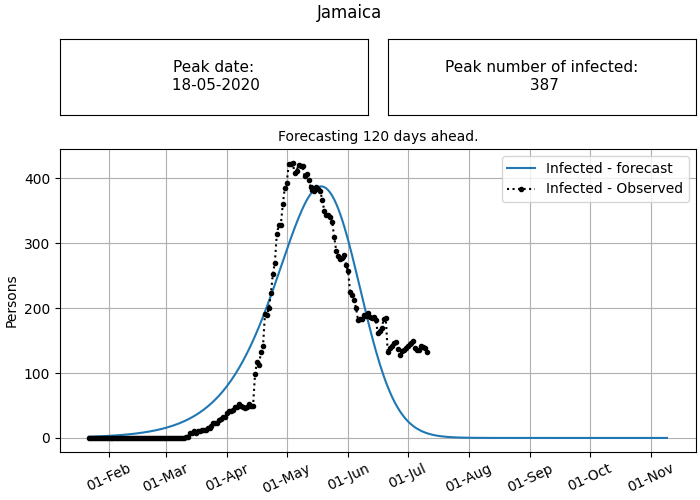 Jamaica
Peak date:
18-05-2020
Peak number of infected:
387
Forecasting 120 days ahead.
Infected - forecast
Infected - Observed
Persons
400
300
200
100
0
01-Feb
01-Mar
01-Apr
01-May
01-Jun
01-Jul
01-Aug
01-Sep
01-Oct
01-Nov